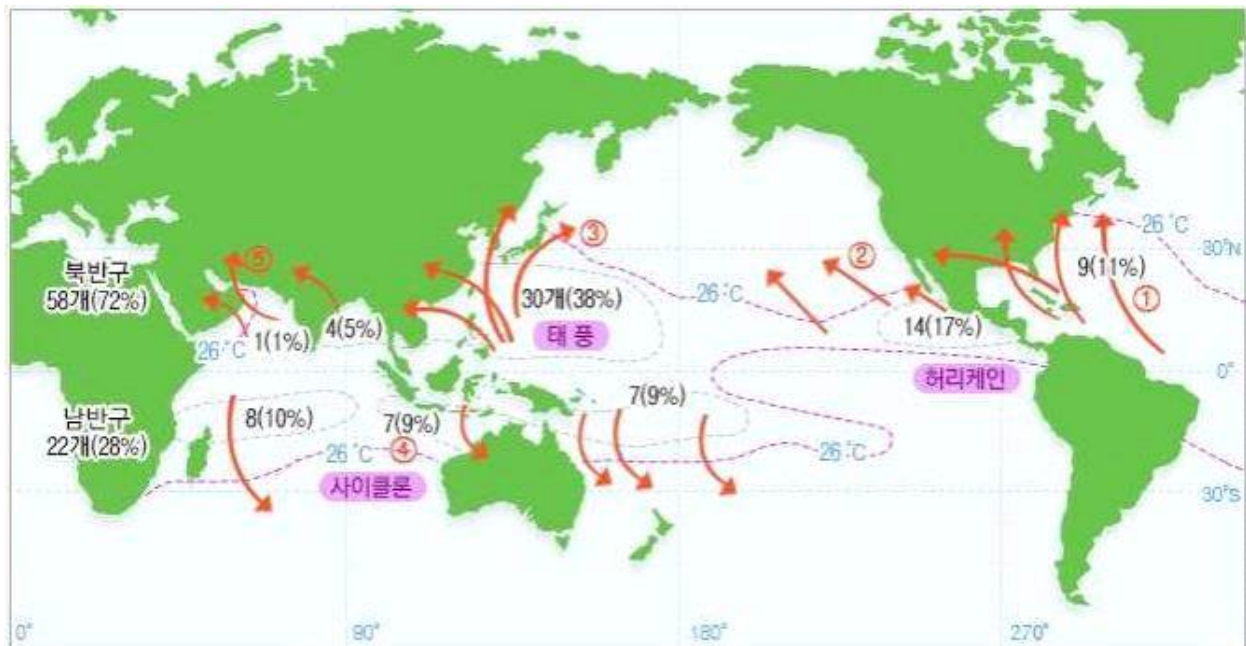 26 ℃
③
30°N
⑤
북반구
58개(72%)
②
9(11%)
①
30개(38%)
26 ℃
4(5%)
14(17%)
1(1%)
태 풍
26 ℃
허리케인
0°
7(9%)
남반구
22개(28%)
8(10%)
7(9%)
④
26 ℃
26 ℃
사이클론
30°S
0°
90°
180°
270°